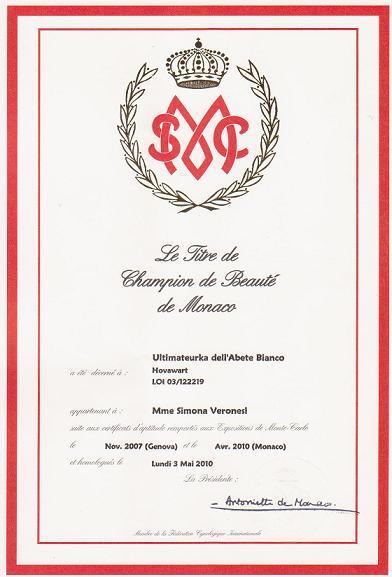 SCMC
Le Titre de
Champion de Beauté
de Monaco
Ultimateurka dell'Abete Bianco
a été décerné à : Hovawart
LOI 03/122219
appartenant à : Mme Simona Veronesi
suite aux certificats d'aptitude remportés aux Expositions de Monte-Carlo
le Nov. 2007 (Genova) et le Avr. 2010 (Monaco)
et homologués le Lundi 3 Mai 2010
La Présidente :
Antoinette de Monaco.
Membre de la Fédération Cynologique Internationale